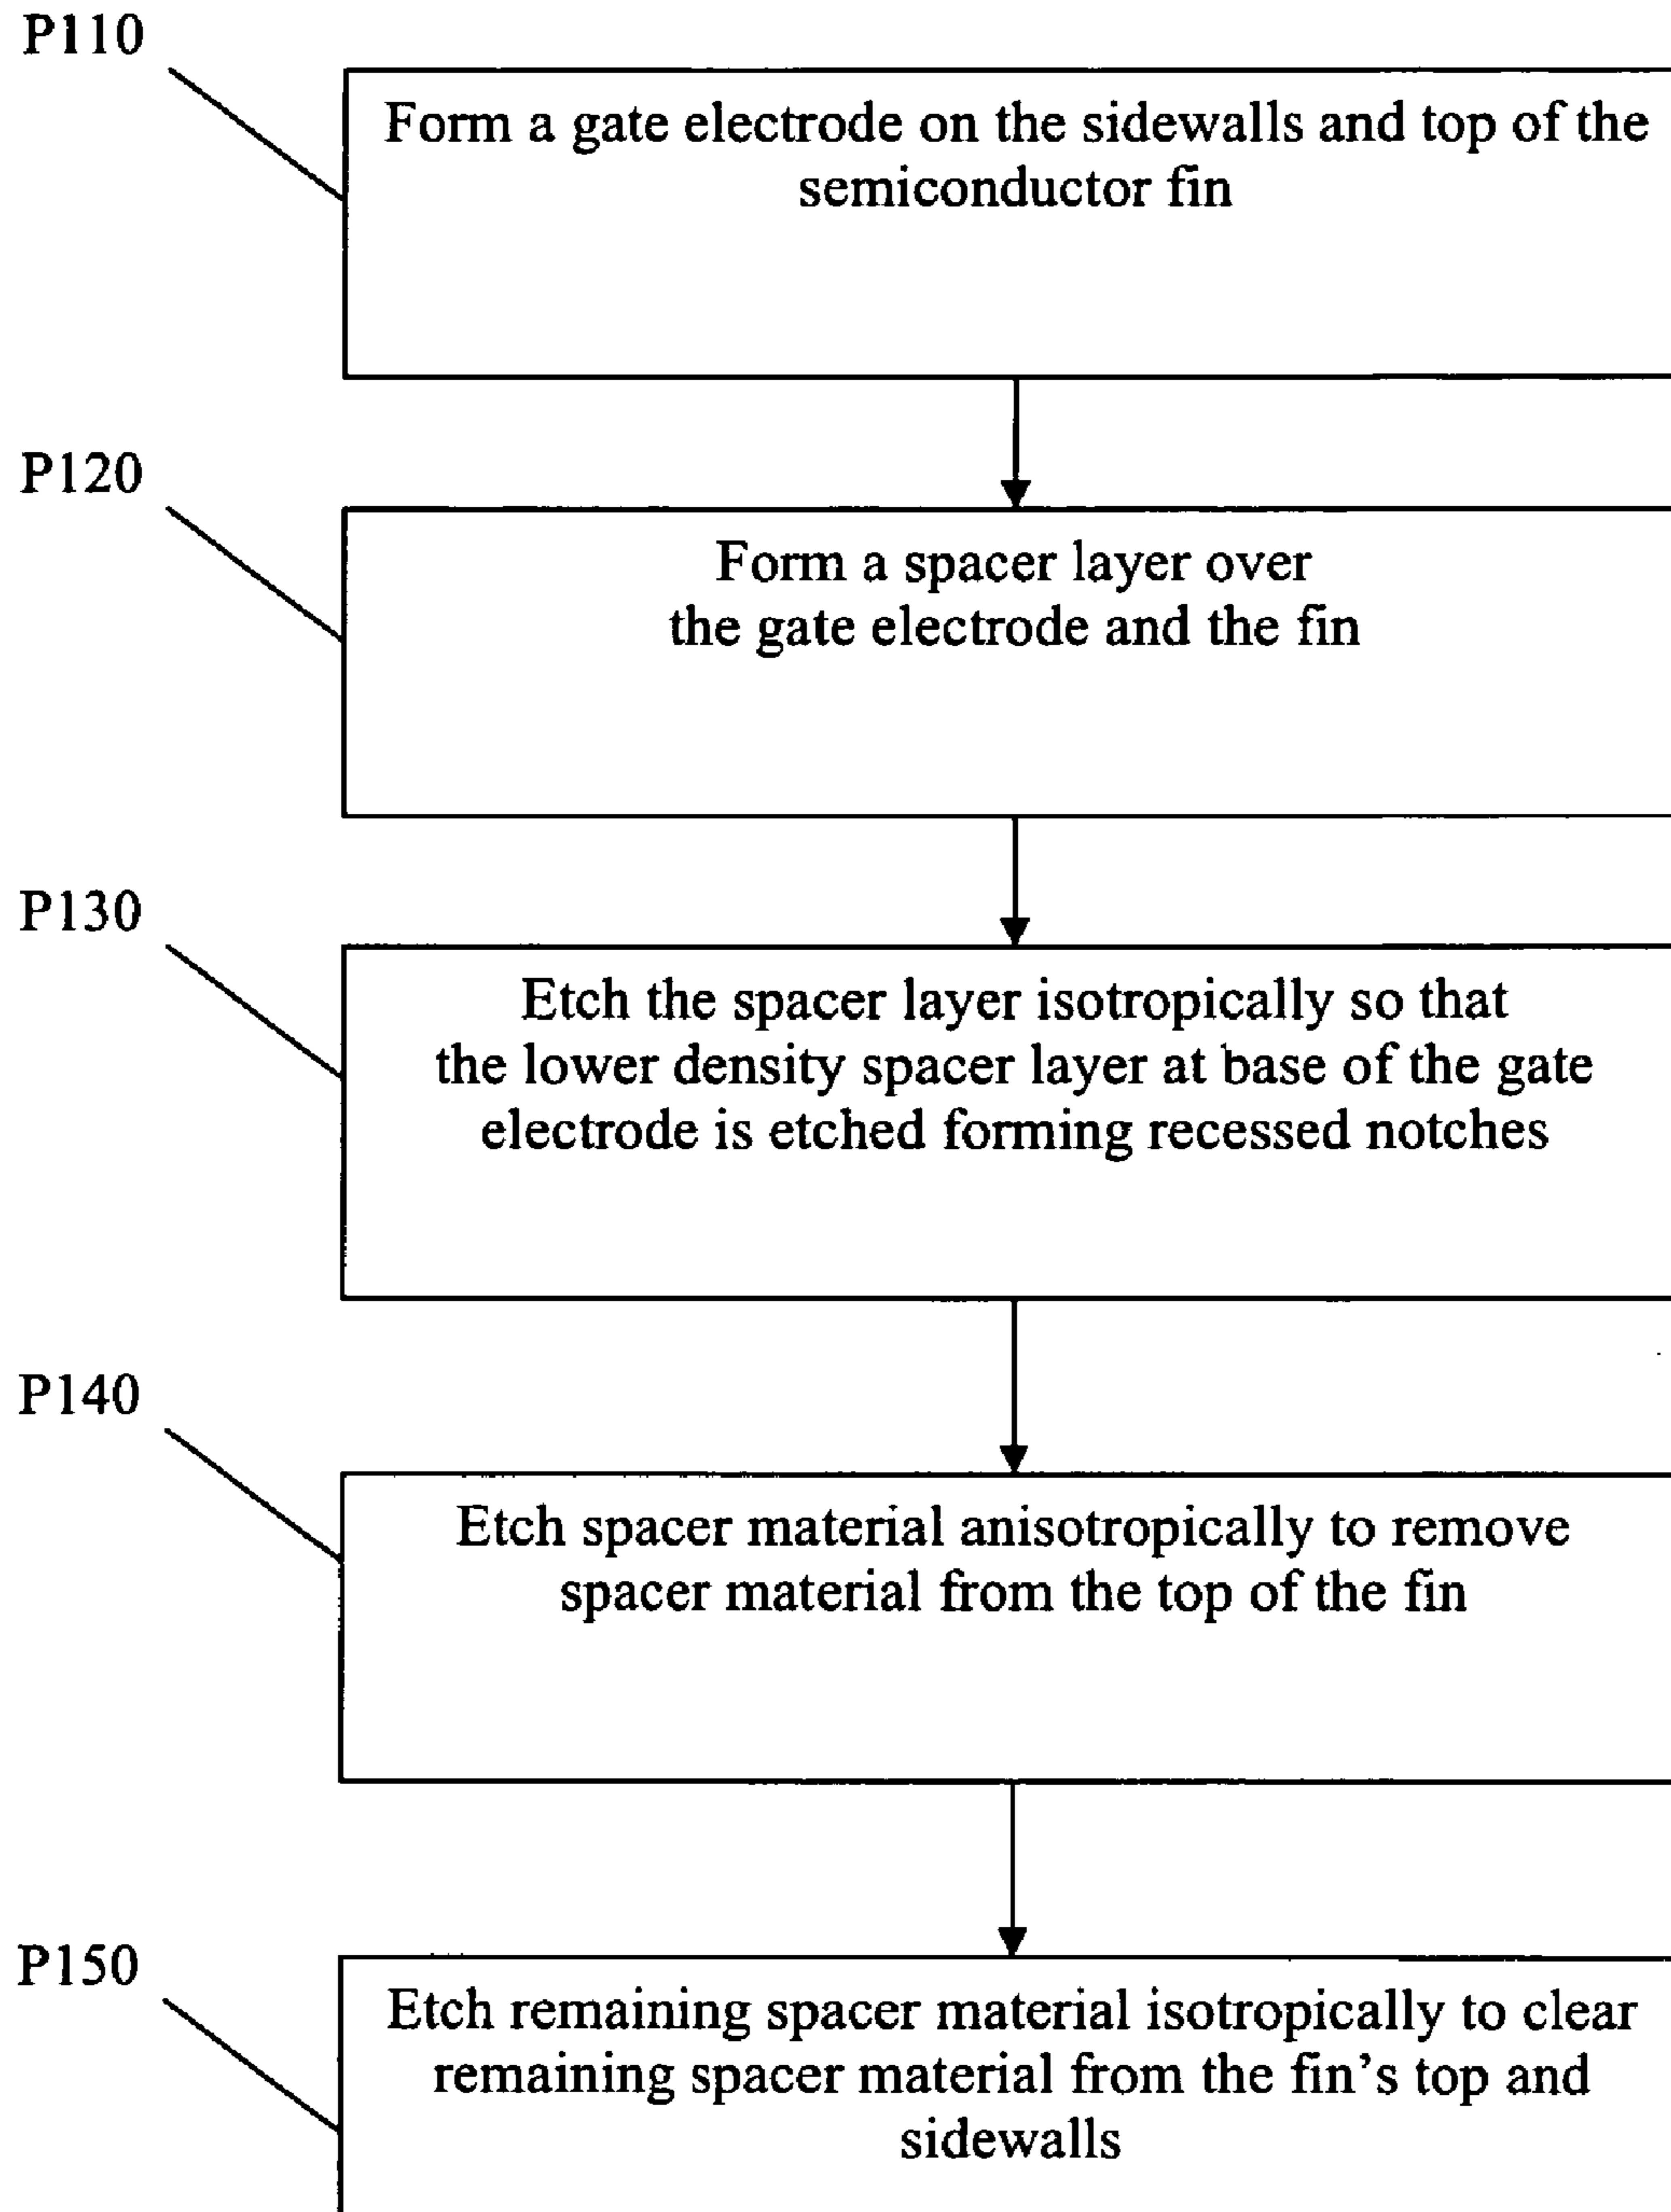 P110
Form a gate electrode on the sidewalls and top of the
semiconductor fin
P120
Form a spacer layer over
the gate electrode and the fin
P130
Etch the spacer layer isotropically so that
the lower density spacer layer at base of the gate
electrode is etched forming recessed notches
P140
Etch spacer material anisotropically to remove
spacer material from the top of the fin
P150
Etch remaining spacer material isotropically to clear
remaining spacer material from the fin's top and
sidewalls